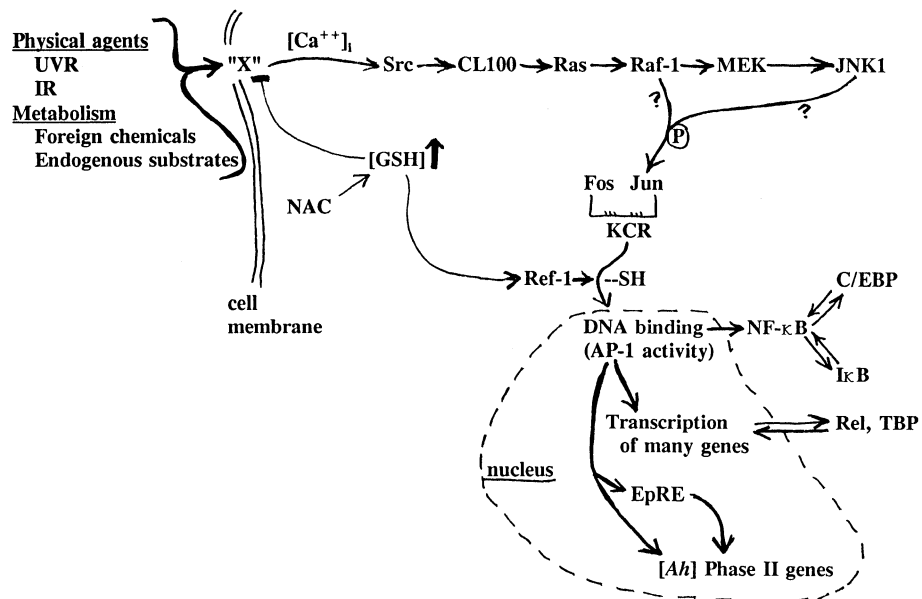 Physical agents
UVR
IR
Metabolism
Foreign chemicals
Endogenous substrates
"X"
[Ca⁺⁺]ᵢ
Src
CL100
Ras
Raf-1
MEK
JNK1
?
?
P
[GSH]
NAC
Fos Jun
KCR
Ref-1
--SH
cell
membrane
DNA binding
(AP-1 activity)
NF-κB
C/EBP
IκB
Transcription
of many genes
Rel, TBP
nucleus
EpRE
[Ah] Phase II genes